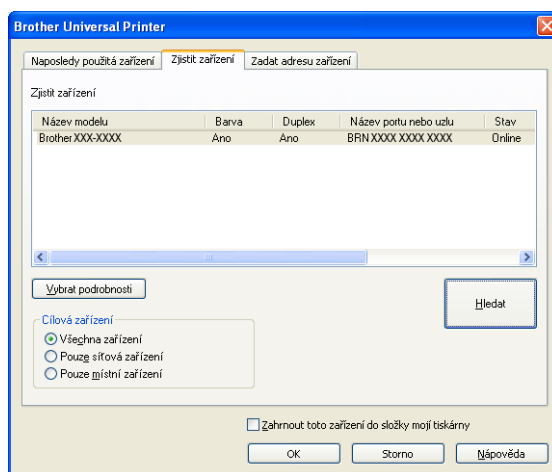 Brother Universal Printer
Naposledy použitá zařízení Zjistit zařízení Zadat adresu zařízení
Zjistit zařízení
Název modelu Barva Duplex Název portu nebo uzlu Stav
Brother XXX-XXXX Ano Ano BRN XXXX XXXX XXXX Online
Vybrat podrobnosti
Hledat
Cílová zařízení
Všechna zařízení
Pouze síťová zařízení
Pouze místní zařízení
Zahrnout toto zařízení do složky mojí tiskárny
OK Storno Nápověda